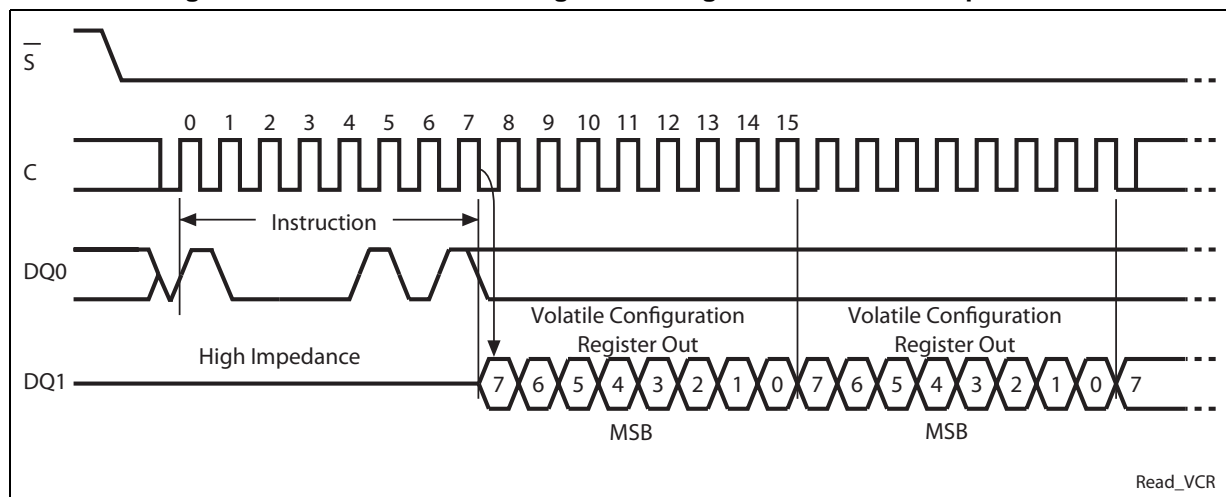 S
0 1 2 3 4 5 6 7 8 9 10 11 12 13 14 15
C
Instruction
DQ0
Volatile Configuration
Register Out
Volatile Configuration
Register Out
High Impedance
DQ1
7 6 5 4 3 2 1 0 7 6 5 4 3 2 1 0 7
MSB
MSB
Read_VCR